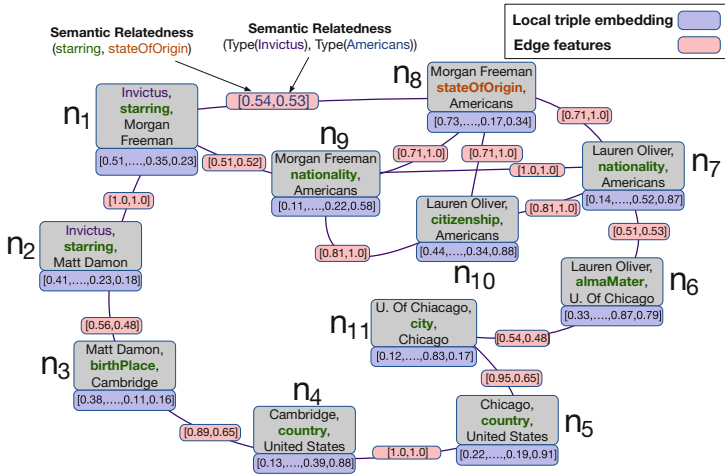 Semantic Relatedness
(starring, stateOfOrigin)
Semantic Relatedness
(Type(Invictus), Type(Americans))
Local triple embedding
Edge features
n1
Invictus,
starring,
Morgan
Freeman
[0.51,....,0.35,0.23]
[0.54,0.53]
n8
Morgan Freeman
stateOfOrigin,
Americans
[0.73,....,0.17,0.34]
[0.71,1.0]
[0.51,0.52]
n9
Morgan Freeman
nationality,
Americans
[0.11,....,0.22,0.58]
[0.71,1.0]
[0.71,1.0]
[1.0,1.0]
n7
Lauren Oliver,
nationality,
Americans
[0.14,....,0.52,0.87]
[1.0,1.0]
[0.81,1.0]
n10
Lauren Oliver,
citizenship,
Americans
[0.44,....,0.34,0.88]
[0.81,1.0]
[0.51,0.53]
n2
Invictus,
starring,
Matt Damon
[0.41,....,0.23,0.18]
n6
Lauren Oliver,
almaMater,
U. Of Chicago
[0.33,....,0.87,0.79]
[0.56,0.48]
n11
U. Of Chiacago,
city,
Chicago
[0.12,....,0.83,0.17]
[0.54,0.48]
n3
Matt Damon,
birthPlace,
Cambridge
[0.38,....,0.11,0.16]
[0.95,0.65]
[0.89,0.65]
n4
Cambridge,
country,
United States
[0.13,....,0.39,0.88]
[1.0,1.0]
n5
Chicago,
country,
United States
[0.22,....,0.19,0.91]